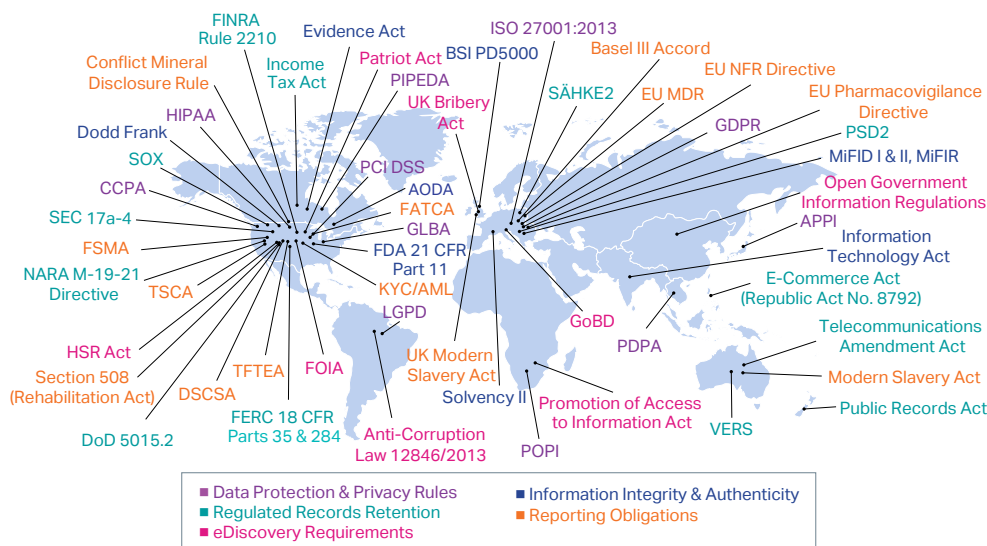 FINRA
Rule 2210
Evidence Act
ISO 27001:2013
Conflict Mineral
Disclosure Rule
Income
Tax Act
Patriot Act
BSI PD5000
Basel III Accord
PIPEDA
EU NFR Directive
HIPAA
UK Bribery
Act
SÄHKE2
EU MDR
EU Pharmacovigilance
Directive
Dodd Frank
GDPR
PSD2
SOX
PCI DSS
MiFID I & II, MiFIR
CCPA
AODA
Open Government
Information Regulations
SEC 17a-4
FATCA
APPI
GLBA
FSMA
FDA 21 CFR
Part 11
Information
Technology Act
NARA M-19-21
Directive
TSCA
KYC/AML
E-Commerce Act
(Republic Act No. 8792)
LGPD
GoBD
PDPA
Telecommunications
Amendment Act
HSR Act
UK Modern
Slavery Act
Section 508
(Rehabilitation Act)
TFTEA
FOIA
DSCSA
Solvency II
Modern Slavery Act
Promotion of Access
to Information Act
Public Records Act
FERC 18 CFR
Parts 35 & 284
DoD 5015.2
Anti-Corruption
Law 12846/2013
POPI
VERS
Data Protection & Privacy Rules
Regulated Records Retention
eDiscovery Requirements
Information Integrity & Authenticity
Reporting Obligations